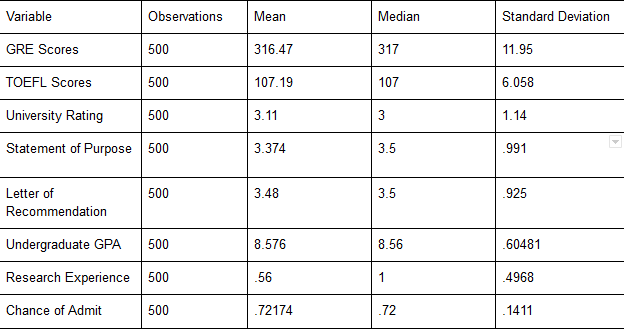 Variable Observations Mean Median Standard Deviation
GRE Scores 500 316.47 317 11.95
TOEFL Scores 500 107.19 107 6.058
University Rating 500 3.11 3 1.14
Statement of Purpose 500 3.374 3.5 .991
Letter of 500 3.48 3.5 .925
Recommendation
Undergraduate GPA 500 8.576 8.56 .60481
Research Experience 500 .56 1 .4968
Chance of Admit 500 .72174 .72 .1411